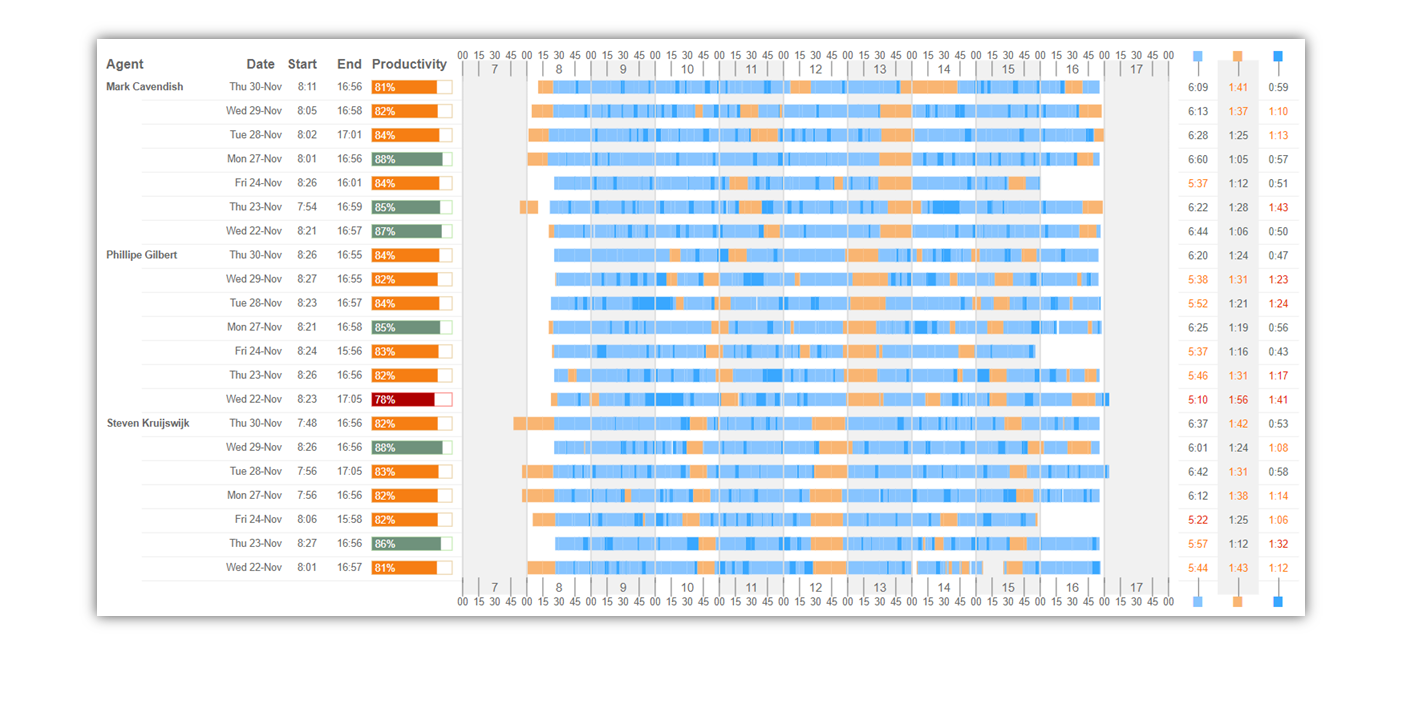 00 15 30 45 00 15 30 45 00 15 30 45 00 15 30 45 00 15 30 45 00 15 30 45 00 15 30 45 00 15 30 45 00 15 30 45 00 15 30 45 00 15 30 45 00
Agent Date Start End Productivity 7 8 9 10 11 12 13 14 15 16 17
Mark Cavendish Thu 30-Nov 8:11 16:56 81% 6:09 1:41 0:59
Wed 29-Nov 8:05 16:58 82% 6:13 1:37 1:10
Tue 28-Nov 8:02 17:01 84% 6:28 1:25 1:13
Mon 27-Nov 8:01 16:56 88% 6:60 1:05 0:57
Fri 24-Nov 8:26 16:01 84% 5:37 1:12 0:51
Thu 23-Nov 7:54 16:59 85% 6:22 1:28 1:43
Wed 22-Nov 8:21 16:57 87% 6:44 1:06 0:50
Phillipe Gilbert Thu 30-Nov 8:26 16:55 84% 6:20 1:24 0:47
Wed 29-Nov 8:27 16:55 82% 5:38 1:31 1:23
Tue 28-Nov 8:23 16:57 84% 5:52 1:21 1:24
Mon 27-Nov 8:21 16:58 85% 6:25 1:19 0:56
Fri 24-Nov 8:24 15:56 83% 5:37 1:16 0:43
Thu 23-Nov 8:26 16:56 82% 5:46 1:31 1:17
Wed 22-Nov 8:23 17:05 78% 5:10 1:56 1:41
Steven Kruijswijk Thu 30-Nov 7:48 16:56 82% 6:37 1:42 0:53
Wed 29-Nov 8:26 16:56 88% 6:01 1:24 1:08
Tue 28-Nov 7:56 17:05 83% 6:42 1:31 0:58
Mon 27-Nov 7:56 16:56 82% 6:12 1:38 1:14
Fri 24-Nov 8:06 15:58 82% 5:22 1:25 1:06
Thu 23-Nov 8:27 16:56 86% 5:57 1:12 1:32
Wed 22-Nov 8:01 16:57 81% 5:44 1:43 1:12
7 8 9 10 11 12 13 14 15 16 17
00 15 30 45 00 15 30 45 00 15 30 45 00 15 30 45 00 15 30 45 00 15 30 45 00 15 30 45 00 15 30 45 00 15 30 45 00 15 30 45 00 15 30 45 00